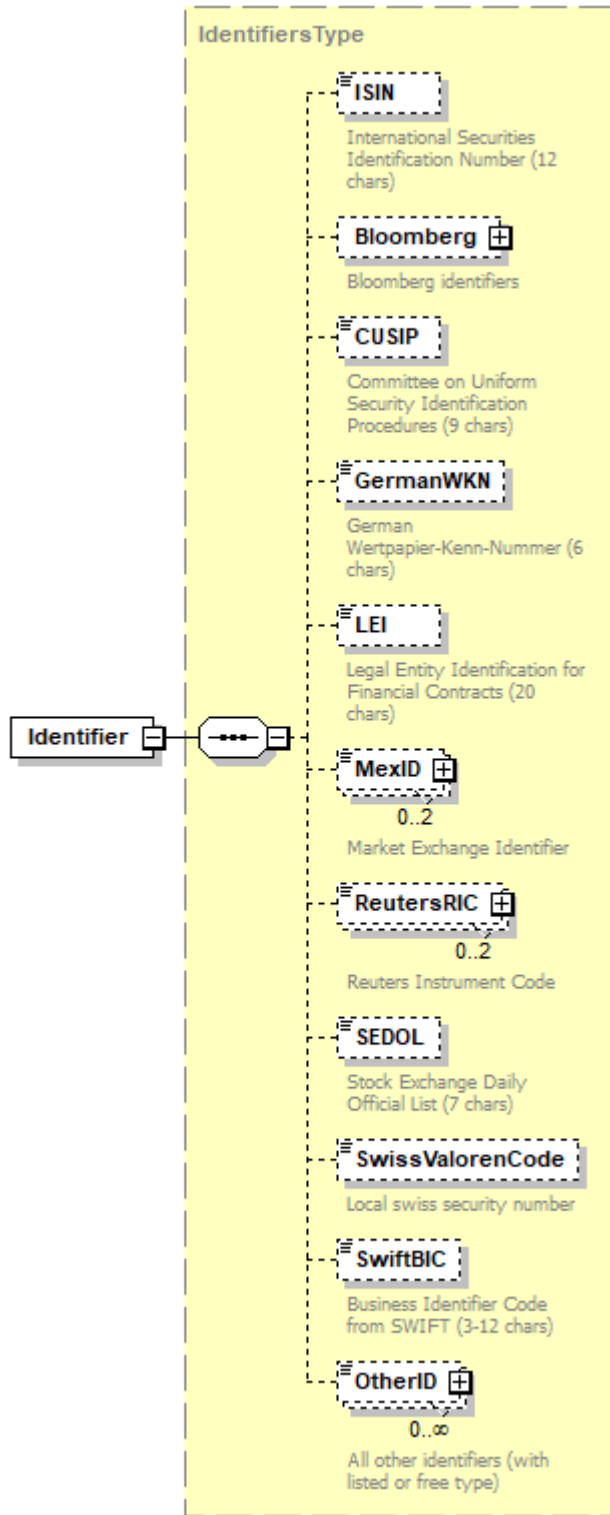 IdentifiersType
ISIN
International Securities
Identification Number (12
chars)
Bloomberg
Bloomberg identifiers
CUSIP
Committee on Uniform
Security Identification
Procedures (9 chars)
GermanWKN
German
Wertpapier-Kenn-Nummer (6
chars)
LEI
Legal Entity Identification for
Financial Contracts (20
chars)
Identifier
MexID
0..2
Market Exchange Identifier
ReutersRIC
0..2
Reuters Instrument Code
SEDOL
Stock Exchange Daily
Official List (7 chars)
SwissValorenCode
Local swiss security number
SwiftBIC
Business Identifier Code
from SWIFT (3-12 chars)
OtherID
0..∞
All other identifiers (with
listed or free type)